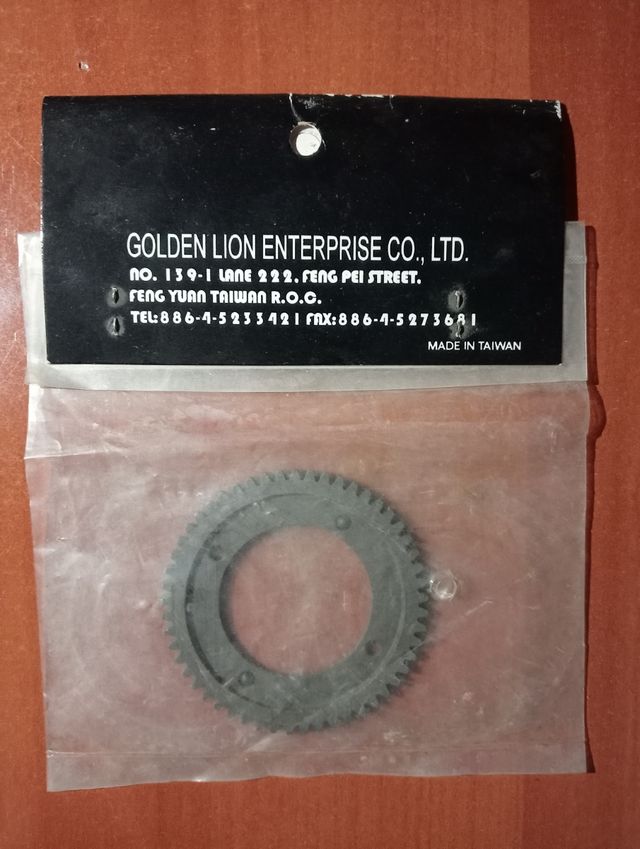 GOLDEN LION ENTERPRISE CO., LTD.
NO. 139-1 LANE 222, FENG PEI STREET,
FENG YUAN TAIWAN R.O.C.
TEL:886-4-5233421 FAX:886-4-5273681
MADE IN TAIWAN